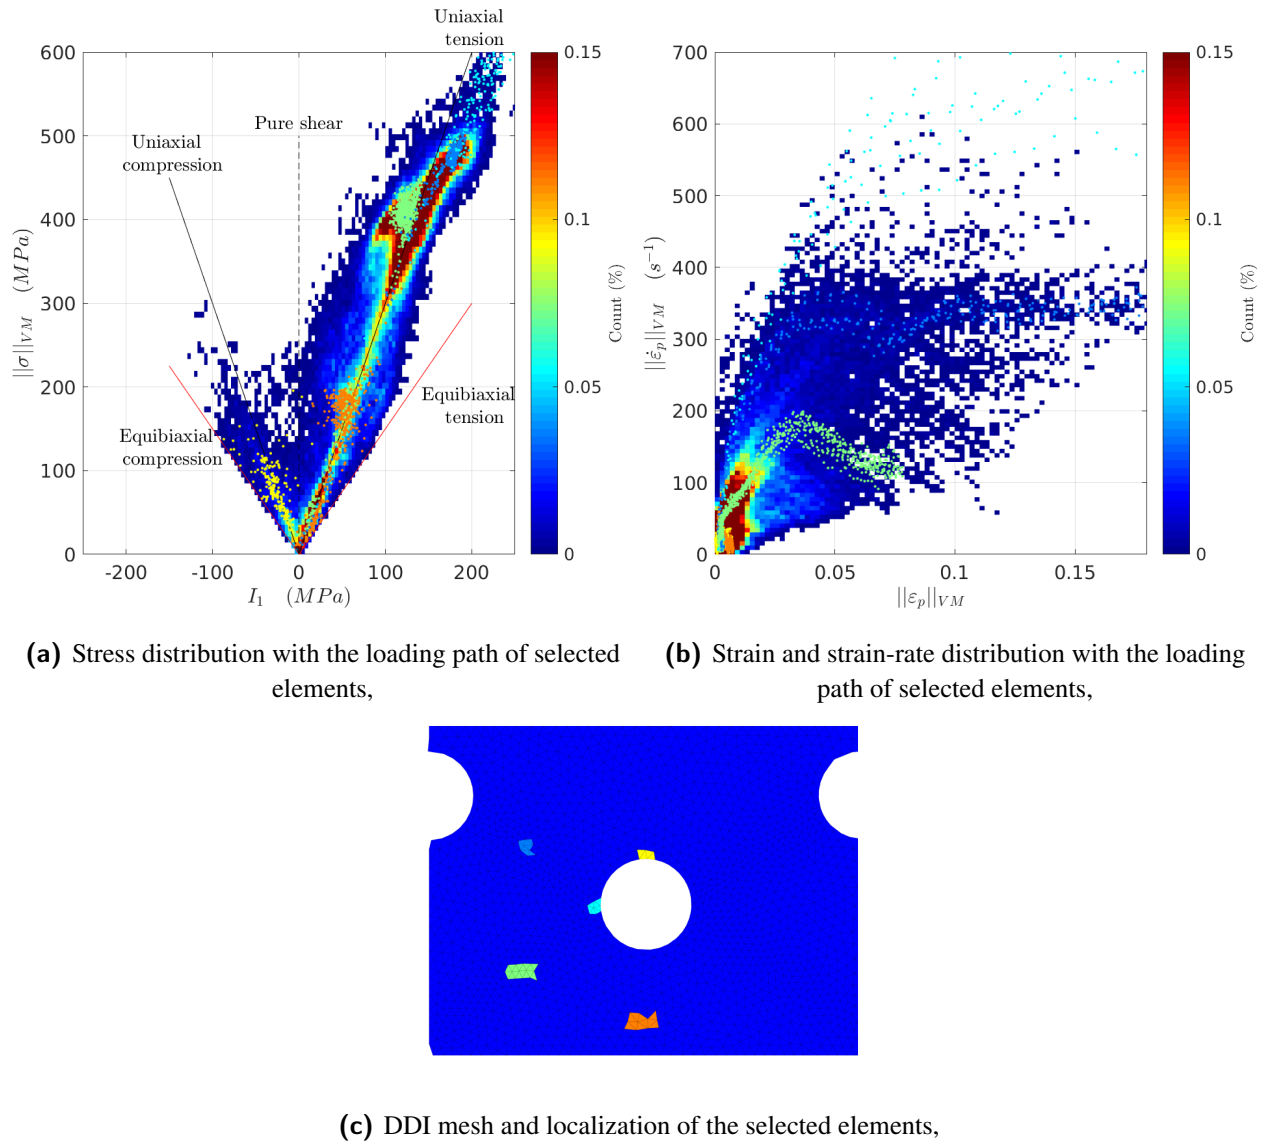 Uniaxial
tension
600
500
400
300
200
100
0
||σ||VM (MPa)
Uniaxial
compression
Pure shear
Equibiaxial
compression
Equibiaxial
tension
-200 -100 0 100 200
I1 (MPa)
0.15
0.1
0.05
0
Count (%)
700
600
500
400
300
200
100
0
||ε̇p||VM (s−1)
0 0.05 0.1 0.15
||εp||VM
0.15
0.1
0.05
0
Count (%)
(a) Stress distribution with the loading path of selected
elements,
(b) Strain and strain-rate distribution with the loading
path of selected elements,
(c) DDI mesh and localization of the selected elements,